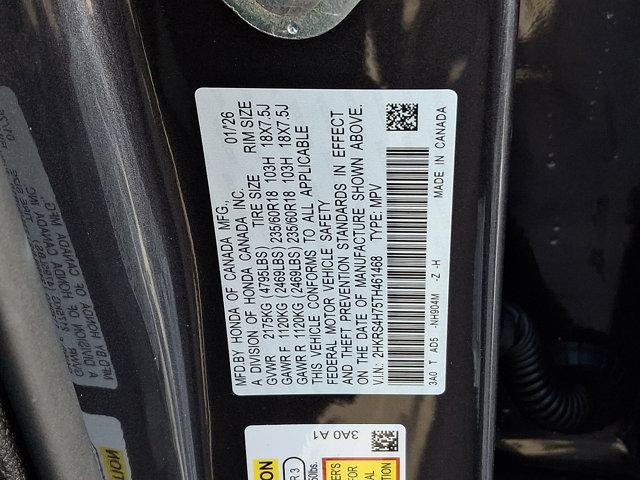 MFD.BY HONDA OF CANADA MFG., 01/26
A DIVISION OF HONDA CANADA INC.
TIRE SIZE RIM SIZE
GVWR 2175KG (4795LBS)
GAWR F 1120KG (2469LBS) 235/60R18 103H 18X7.5J
GAWR R 1120KG (2469LBS) 235/60R18 103H 18X7.5J
THIS VEHICLE CONFORMS TO ALL APPLICABLE
FEDERAL MOTOR VEHICLE SAFETY
AND THEFT PREVENTION STANDARDS IN EFFECT
ON THE DATE OF MANUFACTURE SHOWN ABOVE.
V.I.N: 2HKRS4H75TH461468 TYPE: MPV
3A0 T AD5 -NH904M -Z -H MADE IN CANADA
3A0 A1